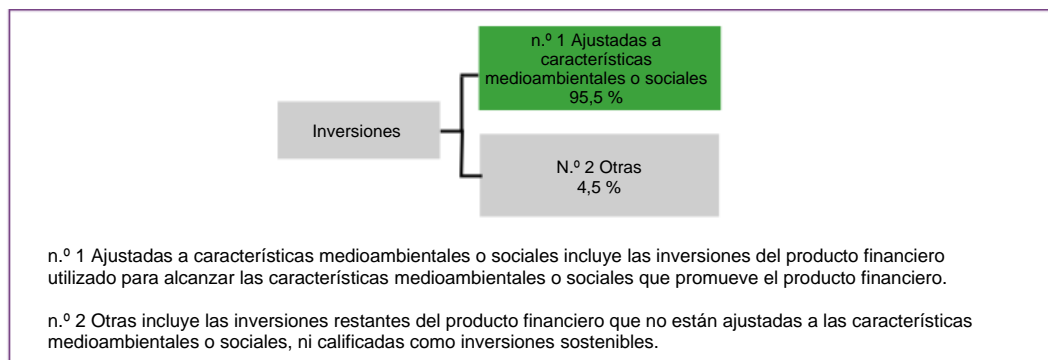 n.º 1 Ajustadas a
características
medioambientales o sociales
95,5 %
Inversiones
N.º 2 Otras
4,5 %
n.º 1 Ajustadas a características medioambientales o sociales incluye las inversiones del producto financiero
utilizado para alcanzar las características medioambientales o sociales que promueve el producto financiero.
n.º 2 Otras incluye las inversiones restantes del producto financiero que no están ajustadas a las características
medioambientales o sociales, ni calificadas como inversiones sostenibles.